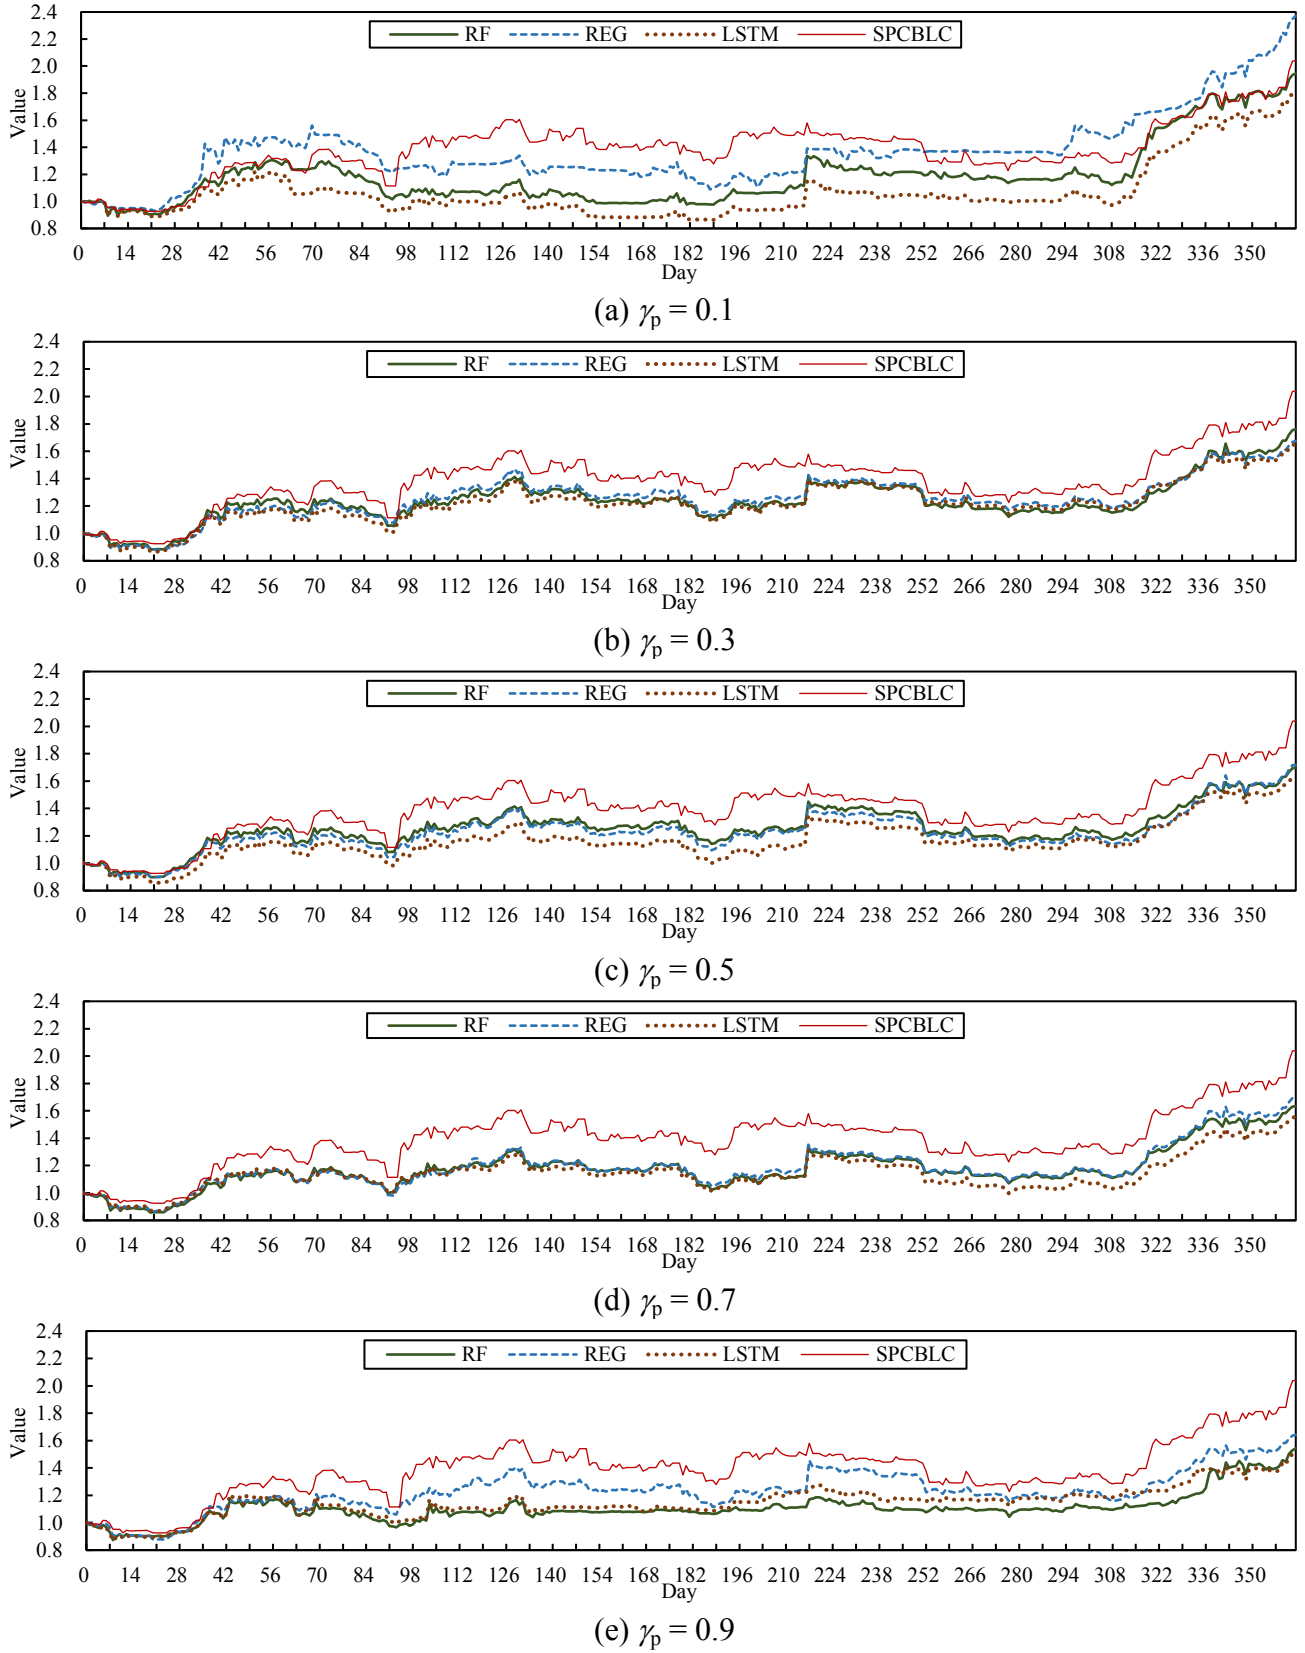 2.4
2.2
2.0
1.8
1.6
1.4
1.2
1.0
0.8
Value
RF REG LSTM SPCBLC
0 14 28 42 56 70 84 98 112 126 140 154 168 182 196 210 224 238 252 266 280 294 308 322 336 350
Day
(a) γp = 0.1
2.4
2.2
2.0
1.8
1.6
1.4
1.2
1.0
0.8
Value
RF REG LSTM SPCBLC
0 14 28 42 56 70 84 98 112 126 140 154 168 182 196 210 224 238 252 266 280 294 308 322 336 350
Day
(b) γp = 0.3
2.4
2.2
2.0
1.8
1.6
1.4
1.2
1.0
0.8
Value
RF REG LSTM SPCBLC
0 14 28 42 56 70 84 98 112 126 140 154 168 182 196 210 224 238 252 266 280 294 308 322 336 350
Day
(c) γp = 0.5
2.4
2.2
2.0
1.8
1.6
1.4
1.2
1.0
0.8
Value
RF REG LSTM SPCBLC
0 14 28 42 56 70 84 98 112 126 140 154 168 182 196 210 224 238 252 266 280 294 308 322 336 350
Day
(d) γp = 0.7
2.4
2.2
2.0
1.8
1.6
1.4
1.2
1.0
0.8
Value
RF REG LSTM SPCBLC
0 14 28 42 56 70 84 98 112 126 140 154 168 182 196 210 224 238 252 266 280 294 308 322 336 350
Day
(e) γp = 0.9